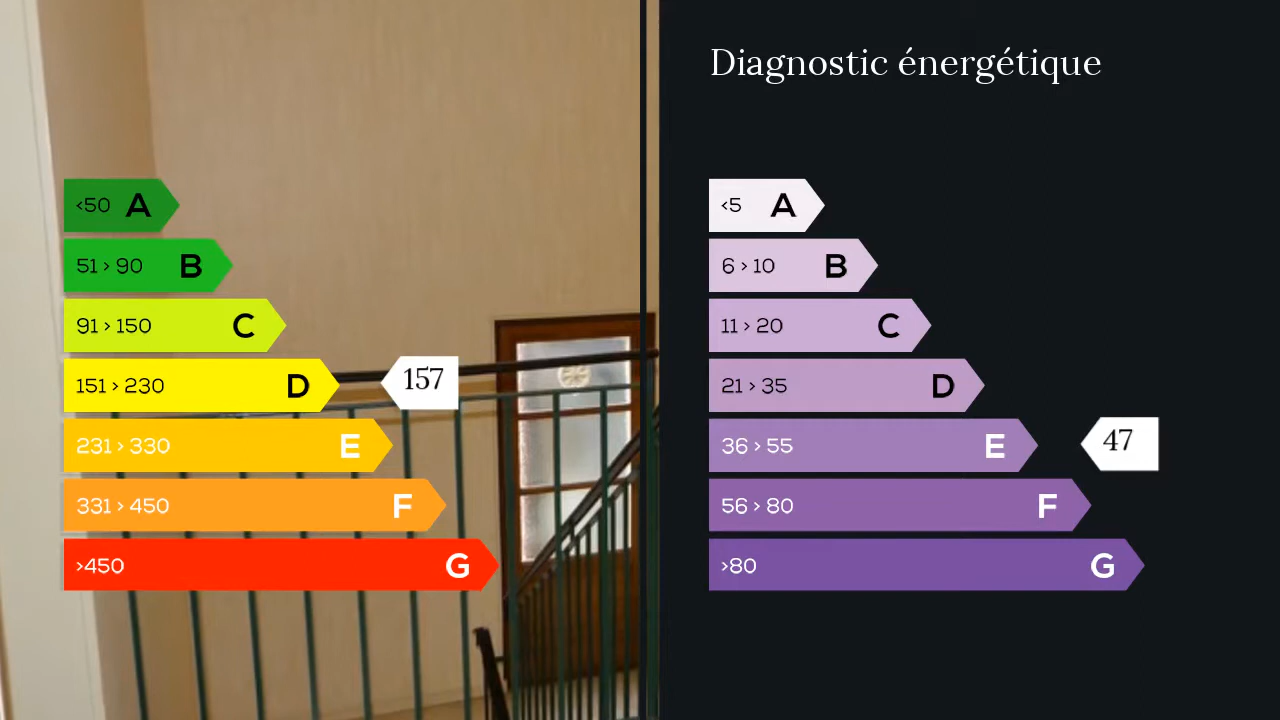 Diagnostic énergétique
<50 A
51 > 90 B
91 > 150 C
151 > 230 D
157
231 > 330 E
331 > 450 F
>450 G
<5 A
6 > 10 B
11 > 20 C
21 > 35 D
36 > 55 E
47
56 > 80 F
>80 G